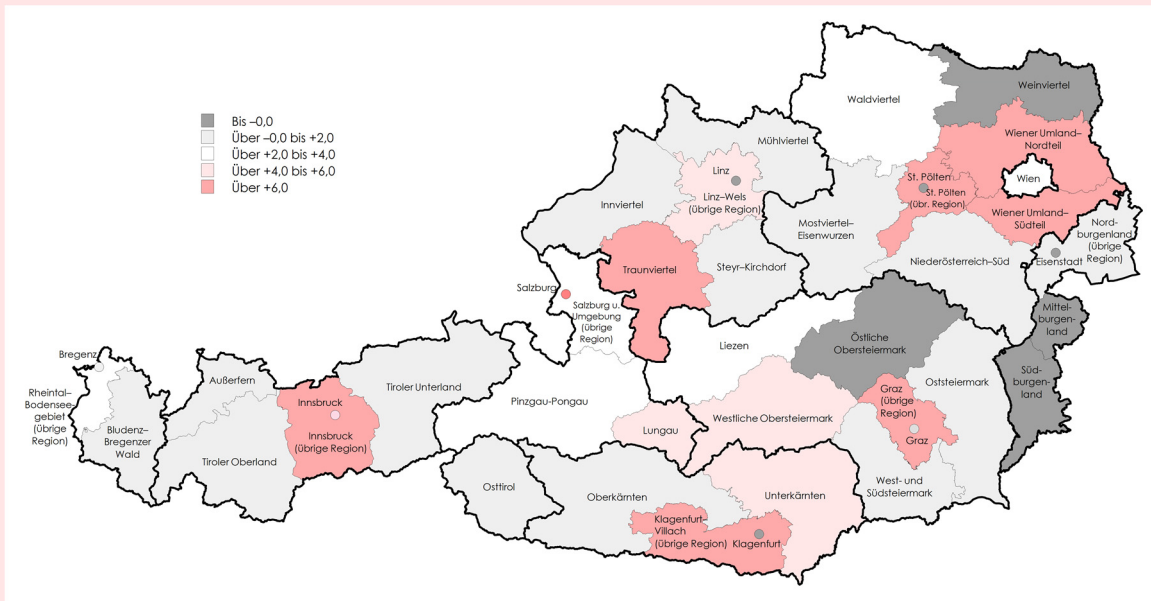 Bis –0,0
Über –0,0 bis +2,0
Über +2,0 bis +4,0
Über +4,0 bis +6,0
Über +6,0
Weinviertel
Waldviertel
Wiener Umland–
Nordteil
Mühlviertel
Linz
Linz–Wels
(übrige Region)
St. Pölten
St. Pölten
(übr. Region)
Wien
Innviertel
Mostviertel–
Eisenwurzen
Wiener Umland–
Südteil
Nord-
burgenland
(übrige
Region)
Niederösterreich–Süd
Eisenstadt
Traunviertel
Steyr–Kirchdorf
Salzburg
Salzburg u.
Umgebung
(übrige
Region)
Mittel-
burgen-
land
Östliche
Obersteiermark
Liezen
Bregenz
Rheintal–
Bodensee-
gebiet
(übrige
Region)
Außerfern
Tiroler Unterland
Oststeiermark
Süd-
burgen-
land
Graz
(übrige
Region)
Innsbruck
Pinzgau-Pongau
Innsbruck
(übrige Region)
Westliche Obersteiermark
Lungau
Bludenz–
Bregenzer
Wald
Graz
Tiroler Oberland
West- und
Südsteiermark
Osttirol
Oberkärnten
Unterkärnten
Klagenfurt–
Villach
(übrige Region)
Klagenfurt